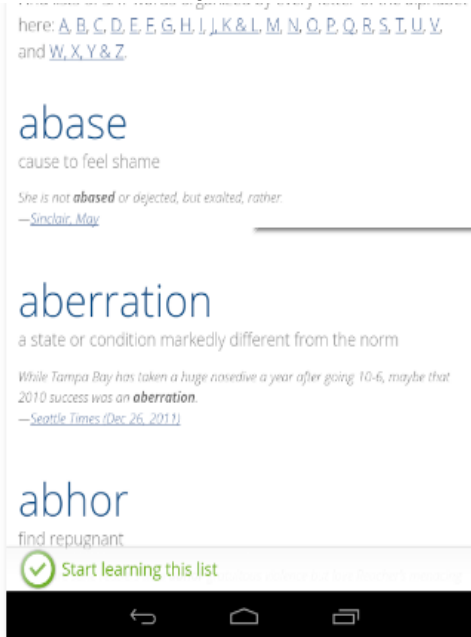 here: A, B, C, D, E, F, G, H, I, J, K & L, M, N, O, P, Q, R, S, T, U, V,
and W, X, Y & Z.
abase
cause to feel shame
She is not abased or dejected, but exalted, rather.
—Sinclair, May
aberration
a state or condition markedly different from the norm
While Tampa Bay has taken a huge nosedive a year after going 10-6, maybe that
2010 success was an aberration.
—Seattle Times (Dec 26, 2011)
abhor
find repugnant
Start learning this list